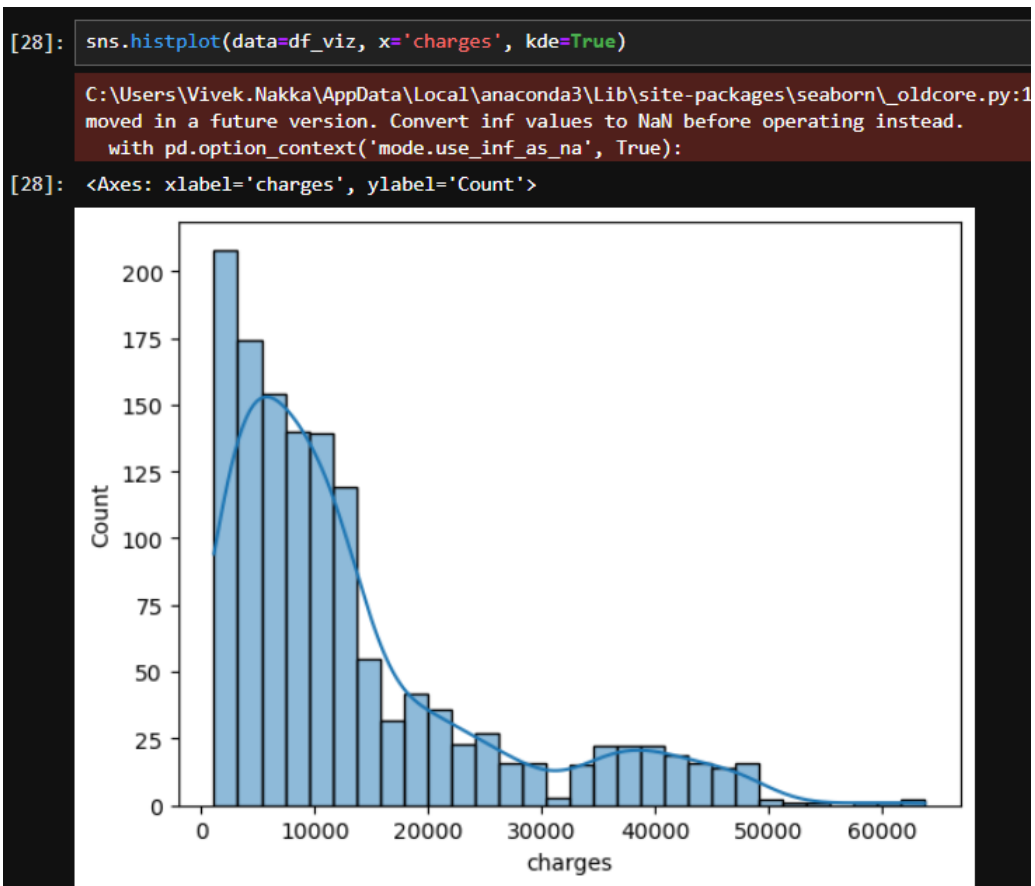 [28]: sns.histplot(data=df_viz, x='charges', kde=True)
C:\Users\Vivek.Nakka\AppData\Local\anaconda3\Lib\site-packages\seaborn\_oldcore.py:1
moved in a future version. Convert inf values to NaN before operating instead.
  with pd.option_context('mode.use_inf_as_na', True):
[28]: <Axes: xlabel='charges', ylabel='Count'>
200
175
150
125
100
75
50
25
0
Count
0 10000 20000 30000 40000 50000 60000
charges